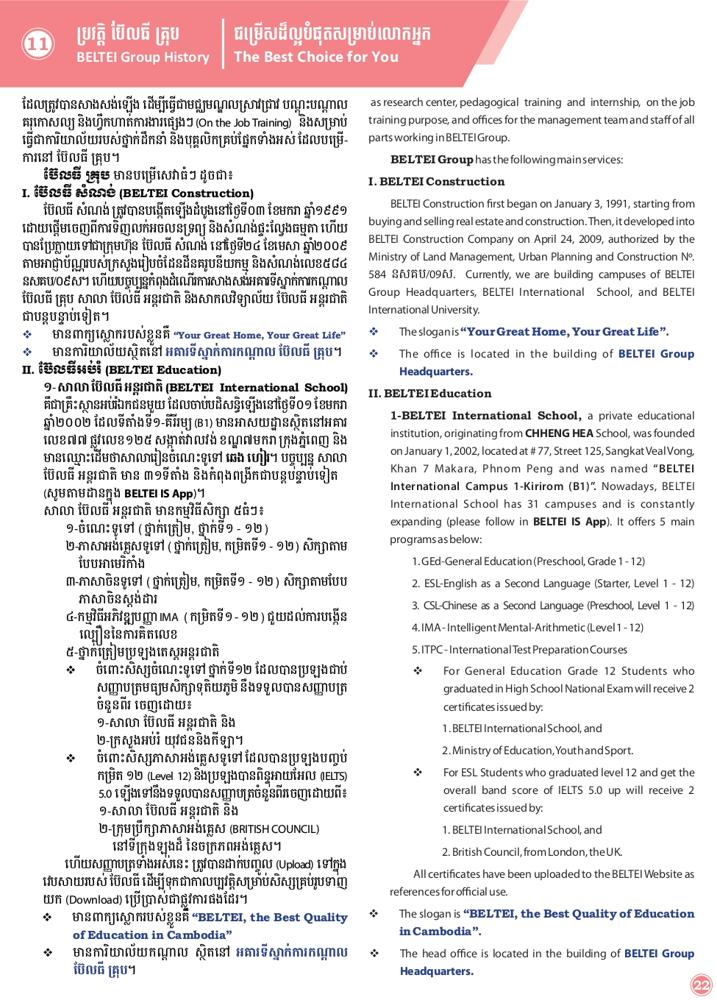 11
ប្រវត្តិ ប៊ែលធី គ្រុប
BELTEI Group History
ជម្រើសដ៏ល្អបំផុតសម្រាប់លោកអ្នក
The Best Choice for You
ដែលត្រូវបានសាងសង់ឡើង ដើម្បីធ្វើជាមជ្ឈមណ្ឌលស្រាវជ្រាវ បណ្តុះបណ្តាល
គរុកោសល្យ និងហ្វឹកហាត់ការងារផ្សេងៗ (On the Job Training) និងសម្រាប់
ធ្វើជាការិយាល័យរបស់ថ្នាក់ដឹកនាំ និងបុគ្គលិកគ្រប់ផ្នែកទាំងអស់ ដែលបម្រើ-
ការនៅ ប៊ែលធី គ្រុប។
ប៊ែលធី គ្រុប មានបម្រើសេវាធំៗ ដូចជា៖
I. ប៊ែលធី សំណង់ (BELTEI Construction)
ប៊ែលធី សំណង់ ត្រូវបានបង្កើតឡើងដំបូងនៅថ្ងៃទី០៣ ខែមករា ឆ្នាំ១៩៩១
ដោយផ្តើមចេញពីការទិញលក់អចលនទ្រព្យ និងសំណង់ផ្ទះល្វែងធម្មតា ហើយ
បានប្រែក្លាយទៅជាក្រុមហ៊ុន ប៊ែលធី សំណង់ នៅថ្ងៃទី២៤ ខែមេសា ឆ្នាំ២០០៩
តាមអាជ្ញាប័ណ្ណរបស់ក្រសួងរៀបចំដែនដីនគរូបនីយកម្ម និងសំណង់លេខ៥៨៤
នសគប/០៩ស។ ហើយបច្ចុប្បន្នកំពុងដំណើរការសាងសង់អគារទីស្នាក់ការកណ្តាល
ប៊ែលធី គ្រុប សាលា ប៊ែលធី អន្តរជាតិ និងសាកលវិទ្យាល័យ ប៊ែលធី អន្តរជាតិ
ជាបន្តបន្ទាប់ទៀត។
❖ មានពាក្យស្លោករបស់ខ្លួនគឺ “Your Great Home, Your Great Life”
❖ មានការិយាល័យស្ថិតនៅ អគារទីស្នាក់ការកណ្តាល ប៊ែលធី គ្រុប។
II. ប៊ែលធីអប់រំ (BELTEI Education)
១-សាលា ប៊ែលធី អន្តរជាតិ (BELTEI International School)
គឺជាគ្រឹះស្ថានអប់រំឯកជនមួយ ដែលចាប់បដិសន្ធិឡើងនៅថ្ងៃទី០១ ខែមករា
ឆ្នាំ២០០២ ដែលទីតាំងទី១-គីរីរម្យ (B1) មានអាសយដ្ឋានស្ថិតនៅអគារ
លេខ៧៧ ផ្លូវលេខ១២៥ សង្កាត់វាលវង់ ខណ្ឌ៧មករា ក្រុងភ្នំពេញ និង
មានឈ្មោះដើមថាសាលារៀនចំណេះទូទៅ ឆេង ហៀរ។ បច្ចុប្បន្ន សាលា
ប៊ែលធី អន្តរជាតិ មាន ៣១ទីតាំង និងកំពុងពង្រីកជាបន្តបន្ទាប់ទៀត
(សូមតាមដានក្នុង BELTEI IS App)។
សាលា ប៊ែលធី អន្តរជាតិ មានកម្មវិធីសិក្សា ៥ធំៗ៖
១-ចំណេះទូទៅ ( ថ្នាក់ត្រៀម, ថ្នាក់ទី១ - ១២ )
២-ភាសាអង់គ្លេសទូទៅ ( ថ្នាក់ត្រៀម, កម្រិតទី១ - ១២ ) សិក្សាតាម
បែបអាមេរិកាំង
៣-ភាសាចិនទូទៅ ( ថ្នាក់ត្រៀម, កម្រិតទី១ - ១២ ) សិក្សាតាមបែប
ភាសាចិនស្តង់ដារ
៤-កម្មវិធីអភិវឌ្ឍបញ្ញា IMA ( កម្រិតទី១ - ១២ ) ជួយដល់ការបង្កើន
ល្បឿននៃការគិតលេខ
៥-ថ្នាក់ត្រៀមប្រឡងតេស្តអន្តរជាតិ
❖ ចំពោះសិស្សចំណេះទូទៅ ថ្នាក់ទី១២ ដែលបានប្រឡងជាប់
សញ្ញាបត្រមធ្យមសិក្សាទុតិយភូមិ នឹងទទួលបានសញ្ញាបត្រ
ចំនួនពីរ ចេញដោយ៖
១-សាលា ប៊ែលធី អន្តរជាតិ និង
២-ក្រសួងអប់រំ យុវជននិងកីឡា។
❖ ចំពោះសិស្សភាសាអង់គ្លេសទូទៅ ដែលបានប្រឡងបញ្ចប់
កម្រិត ១២ (Level 12) និងប្រឡងបានពិន្ទុអាយអែល (IELTS)
5.0 ឡើងទៅនឹងទទួលបានសញ្ញាបត្រចំនួនពីរចេញដោយពី៖
១-សាលា ប៊ែលធី អន្តរជាតិ និង
២-ក្រុមប្រឹក្សាភាសាអង់គ្លេស (BRITISH COUNCIL)
នៅទីក្រុងឡុងដ៍ នៃចក្រភពអង់គ្លេស។
ហើយសញ្ញាបត្រទាំងអស់នេះ ត្រូវបានដាក់បញ្ចូល (Upload) ទៅក្នុង
វេបសាយរបស់ ប៊ែលធី ដើម្បីទុកជាកាលប្បវត្តិសម្រាប់សិស្សគ្រប់រូបទាញ
យក (Download) ប្រើប្រាស់ជាផ្លូវការផងដែរ។
❖ មានពាក្យស្លោករបស់ខ្លួនគឺ “BELTEI, the Best Quality
of Education in Cambodia”
❖ មានការិយាល័យកណ្តាល ស្ថិតនៅ អគារទីស្នាក់ការកណ្តាល
ប៊ែលធី គ្រុប។
as research center, pedagogical training and internship, on the job
training purpose, and offices for the management team and staff of all
parts working in BELTEI Group.
BELTEI Group has the following main services:
I. BELTEI Construction
BELTEI Construction first began on January 3, 1991, starting from
buying and selling real estate and construction. Then, it developed into
BELTEI Construction Company on April 24, 2009, authorized by the
Ministry of Land Management, Urban Planning and Construction Nº.
584 នសគប/០៩ស. Currently, we are building campuses of BELTEI
Group Headquarters, BELTEI International School, and BELTEI
International University.
❖ The slogan is “Your Great Home, Your Great Life”.
❖ The office is located in the building of BELTEI Group
Headquarters.
II. BELTEI Education
1-BELTEI International School, a private educational
institution, originating from CHHENG HEA School, was founded
on January 1, 2002, located at # 77, Street 125, Sangkat Veal Vong,
Khan 7 Makara, Phnom Peng and was named “BELTEI
International Campus 1-Kirirom (B1)”. Nowadays, BELTEI
International School has 31 campuses and is constantly
expanding (please follow in BELTEI IS App). It offers 5 main
programs as below:
1. GEd-General Education (Preschool, Grade 1 - 12)
2. ESL-English as a Second Language (Starter, Level 1 - 12)
3. CSL-Chinese as a Second Language (Preschool, Level 1 - 12)
4. IMA - Intelligent Mental-Arithmetic (Level 1 - 12)
5. ITPC - International Test Preparation Courses
❖ For General Education Grade 12 Students who
graduated in High School National Exam will receive 2
certificates issued by:
1. BELTEI International School, and
2. Ministry of Education, Youth and Sport.
❖ For ESL Students who graduated level 12 and get the
overall band score of IELTS 5.0 up will receive 2
certificates issued by:
1. BELTEI International School, and
2. British Council, from London, the UK.
All certificates have been uploaded to the BELTEI Website as
references for official use.
❖ The slogan is “BELTEI, the Best Quality of Education
in Cambodia”.
❖ The head office is located in the building of BELTEI Group
Headquarters.
22